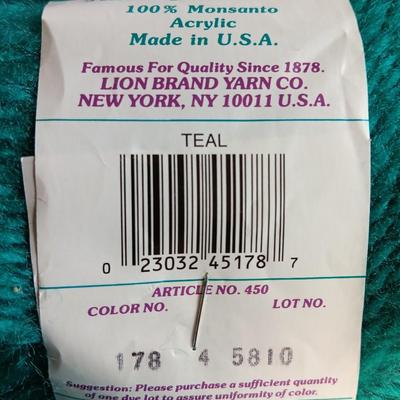 100% Monsanto
Acrylic
Made in U.S.A.
Famous For Quality Since 1878.
LION BRAND YARN CO.
NEW YORK, NY 10011 U.S.A.
TEAL
0 23032 45178 7
ARTICLE NO. 450
COLOR NO. LOT NO.
178 4 5810
Suggestion: Please purchase a sufficient quantity
of one dye lot to assure uniformity of color.